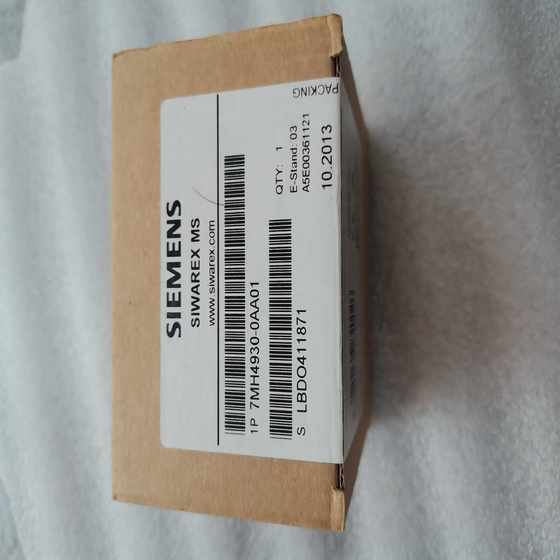 SIEMENS
SIWAREX MS
www.siwarex.com
1P 7MH4930-0AA01
S LBDO411871
QTY: 1
E-Stand: 03
A5E00361121
10.2013
PACKING